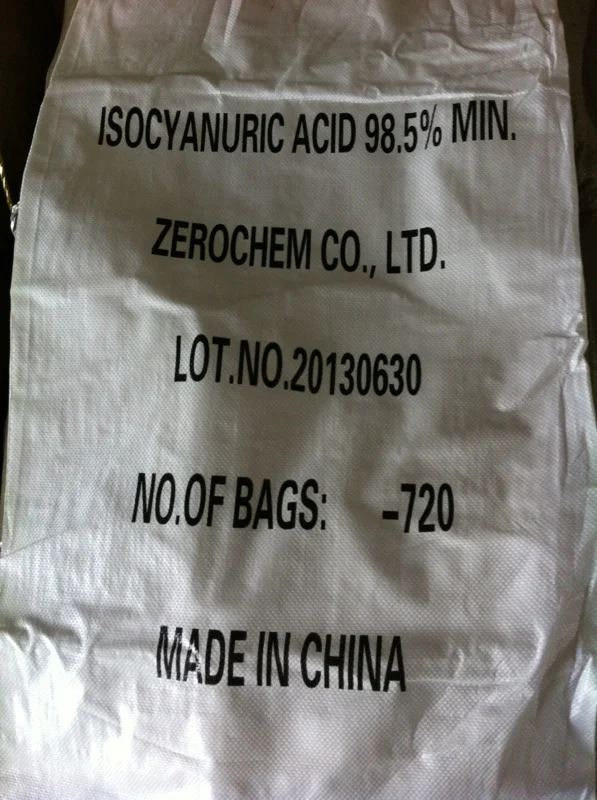 ISOCYANURIC ACID 98.5% MIN.
ZEROCHEM CO., LTD.
LOT.NO.20130630
NO.OF BAGS: -720
MADE IN CHINA